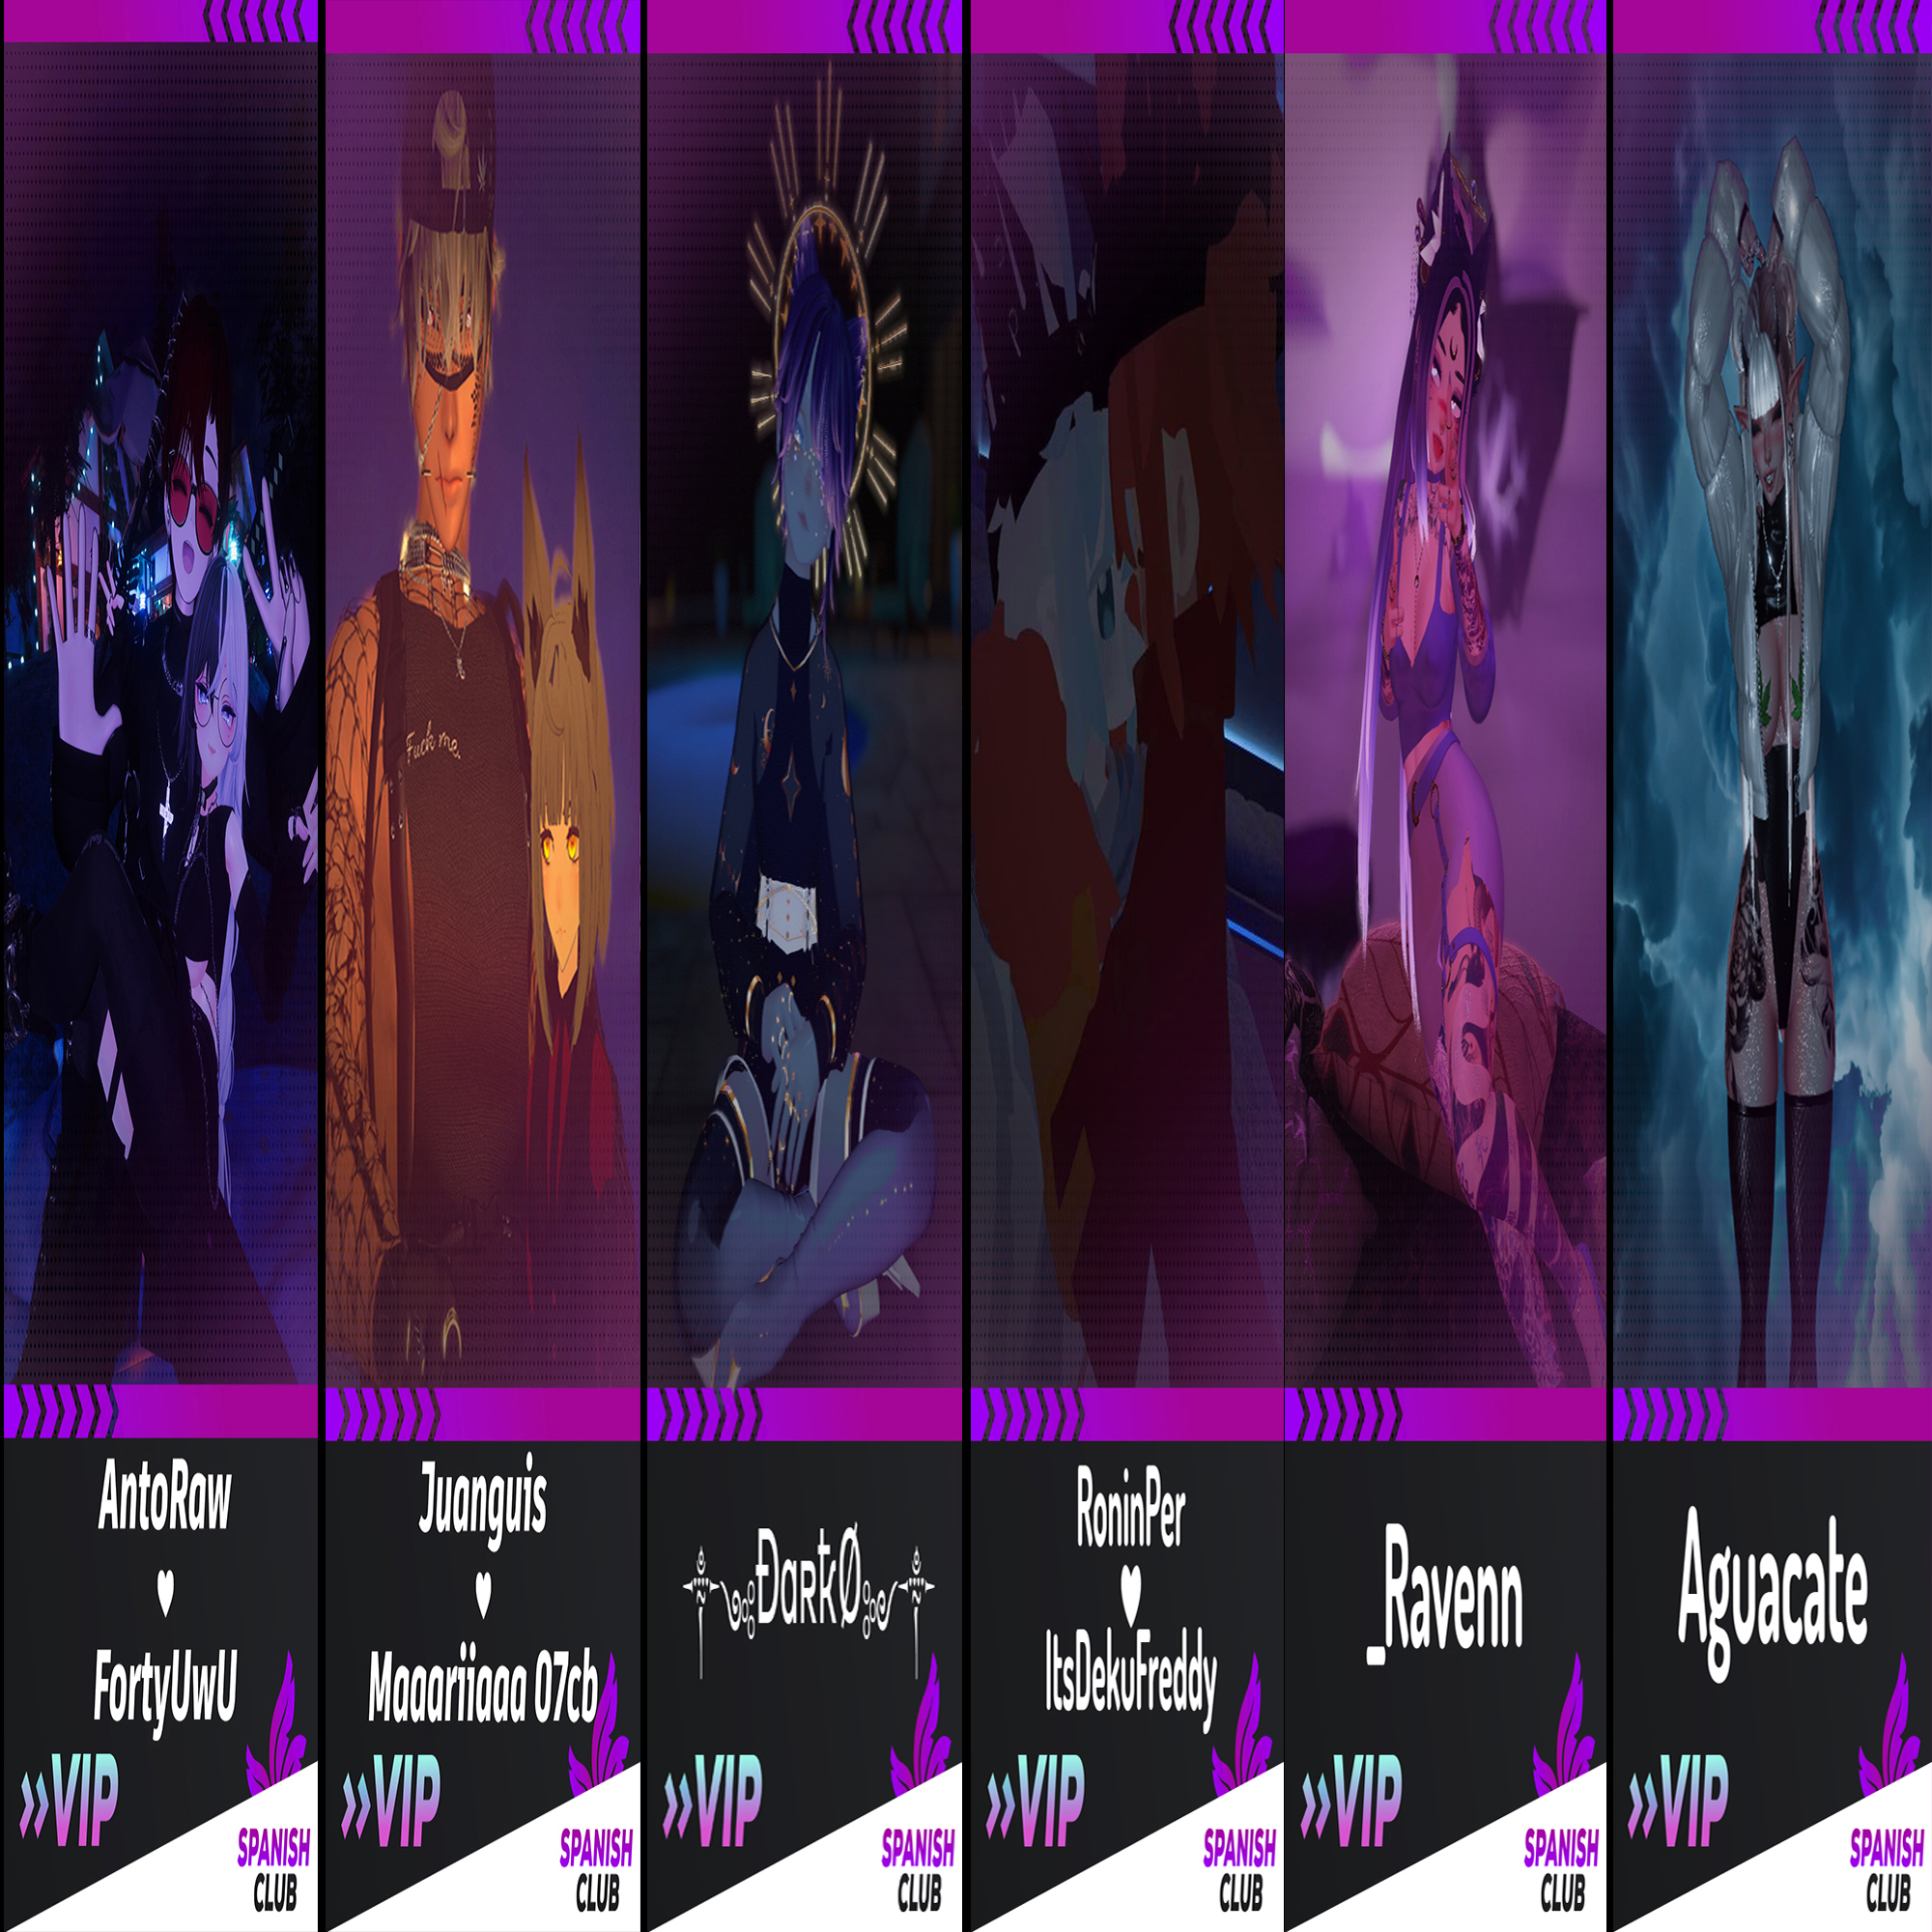 Fuck me
AntoRaw
♥
FortyUwU
»VIP
SPANISH
CLUB
Juanguis
♥
Maaariiaaa 07cb
»VIP
SPANISH
CLUB
ĐaʀꝁØ
»VIP
SPANISH
CLUB
RoninPer
♥
ItsDekuFreddy
»VIP
SPANISH
CLUB
_Ravenn
»VIP
SPANISH
CLUB
Aguacate
»VIP
SPANISH
CLUB